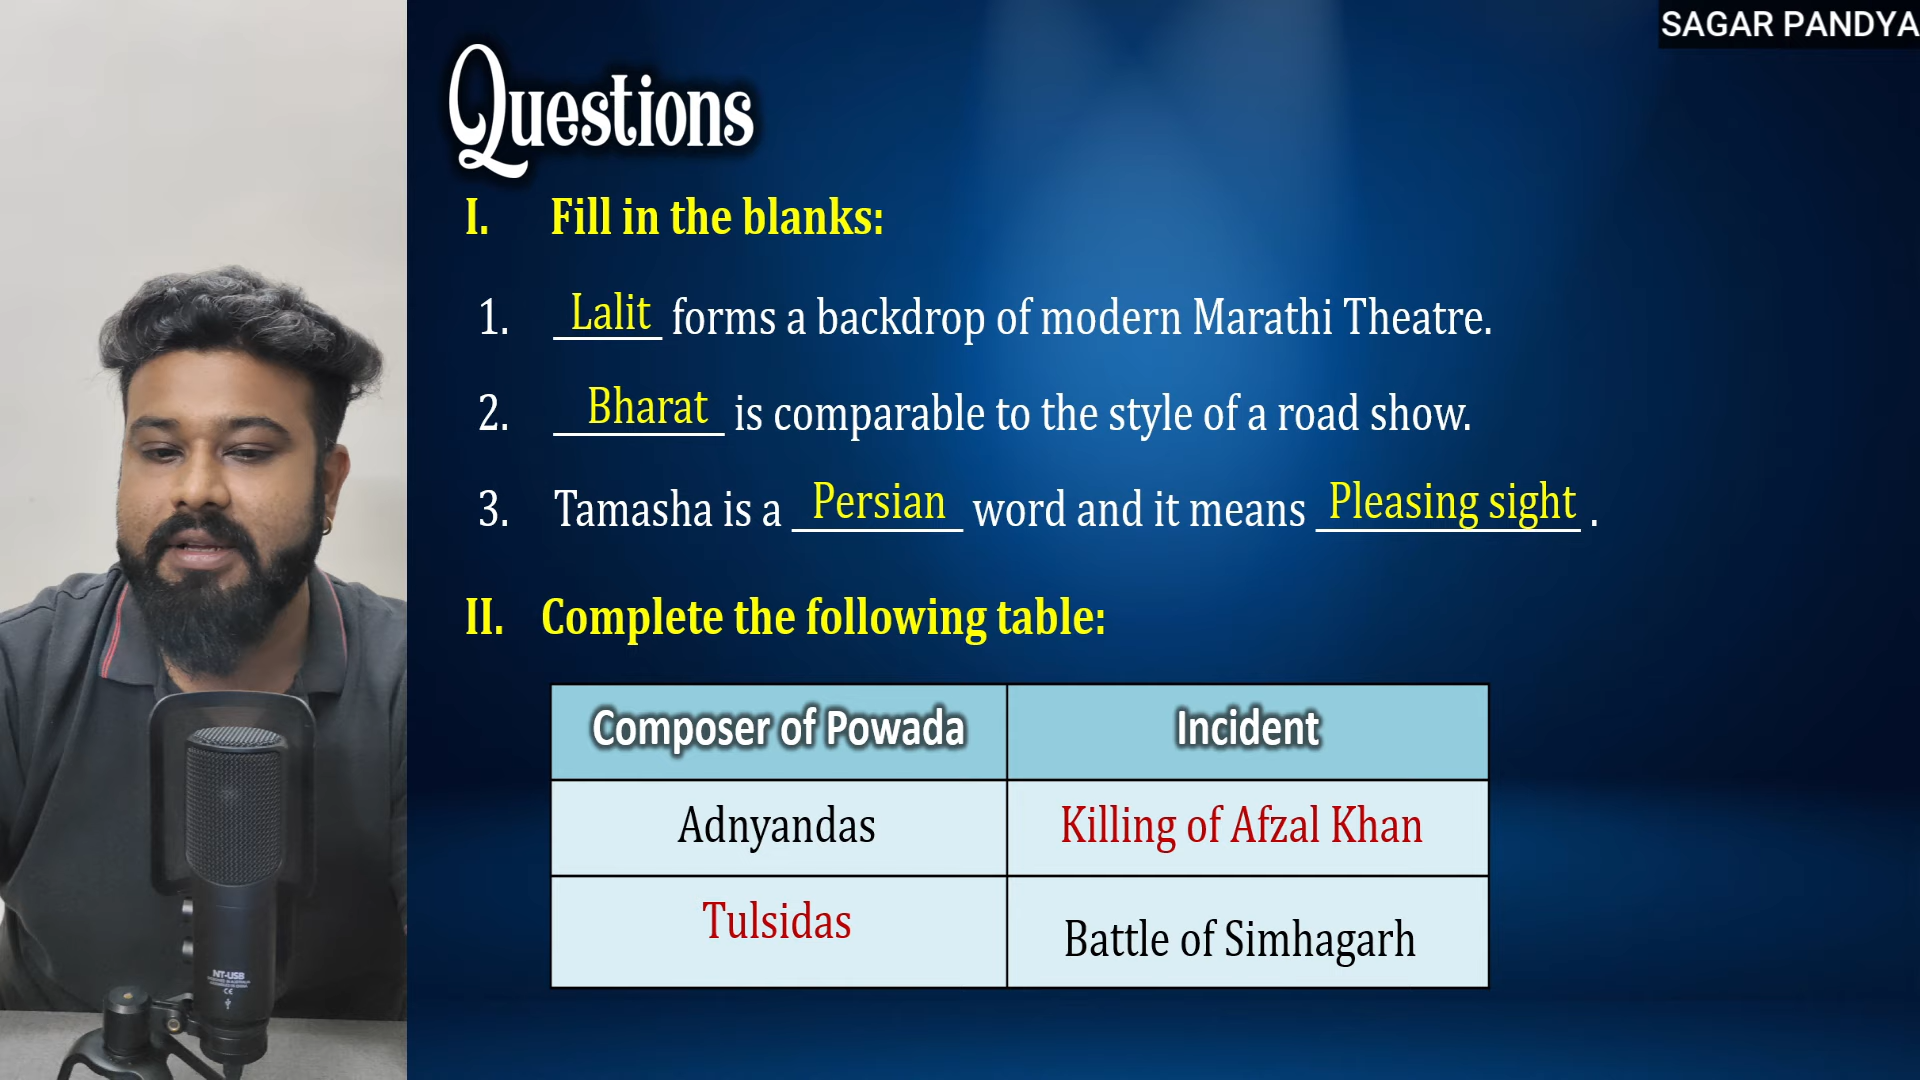 SAGAR PANDYA
Questions
I. Fill in the blanks:
1. Lalit forms a backdrop of modern Marathi Theatre.
2. Bharat is comparable to the style of a road show.
3. Tamasha is a Persian word and it means Pleasing sight .
II. Complete the following table:
Composer of Powada Incident
Adnyandas Killing of Afzal Khan
Tulsidas Battle of Simhagarh
NT-USB